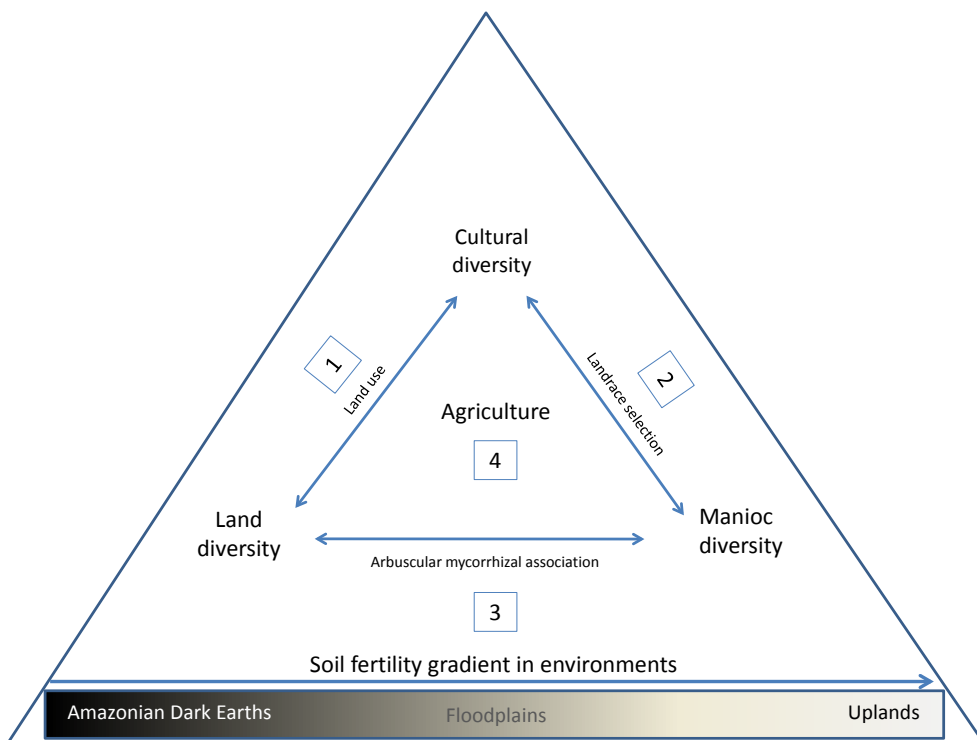 Cultural
diversity
1
Land use
2
Landrace selection
Agriculture
4
Land
diversity
Manioc
diversity
Arbuscular mycorrhizal association
3
Soil fertility gradient in environments
Amazonian Dark Earths
Floodplains
Uplands